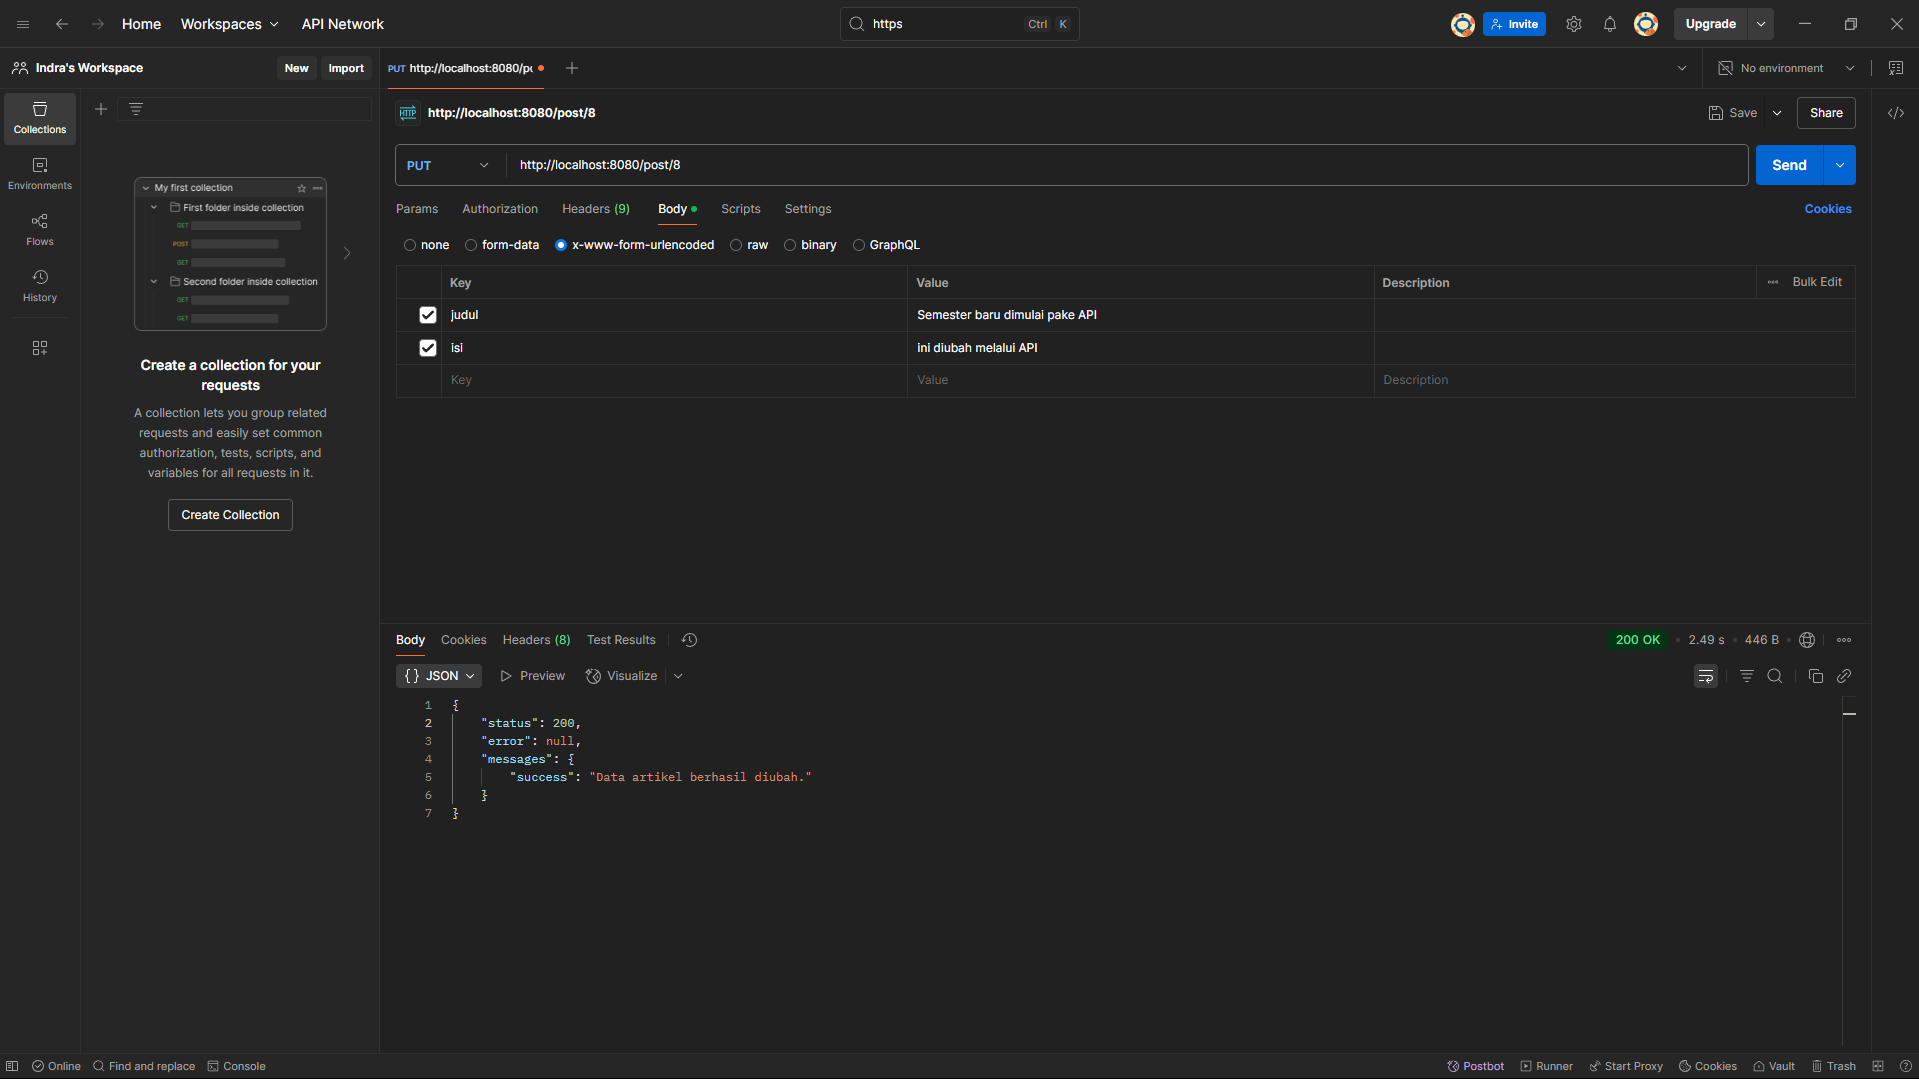 Home Workspaces API Network https Ctrl K Invite Upgrade
Indra's Workspace New Import PUT http://localhost:8080/p No environment
Collections
Environments
Flows
History
My first collection
First folder inside collection
GET
POST
GET
Second folder inside collection
GET
GET
Create a collection for your
requests
A collection lets you group related
requests and easily set common
authorization, tests, scripts, and
variables for all requests in it.
Create Collection
HTTP http://localhost:8080/post/8 Save Share
PUT http://localhost:8080/post/8 Send
Params Authorization Headers (9) Body Scripts Settings Cookies
none form-data x-www-form-urlencoded raw binary GraphQL
Key Value Description Bulk Edit
judul Semester baru dimulai pake API
isi ini diubah melalui API
Key Value Description
Body Cookies Headers (8) Test Results 200 OK 2.49 s 446 B
{} JSON Preview Visualize
1 {
2 "status": 200,
3 "error": null,
4 "messages": {
5 "success": "Data artikel berhasil diubah."
6 }
7 }
Online Find and replace Console Postbot Runner Start Proxy Cookies Vault Trash